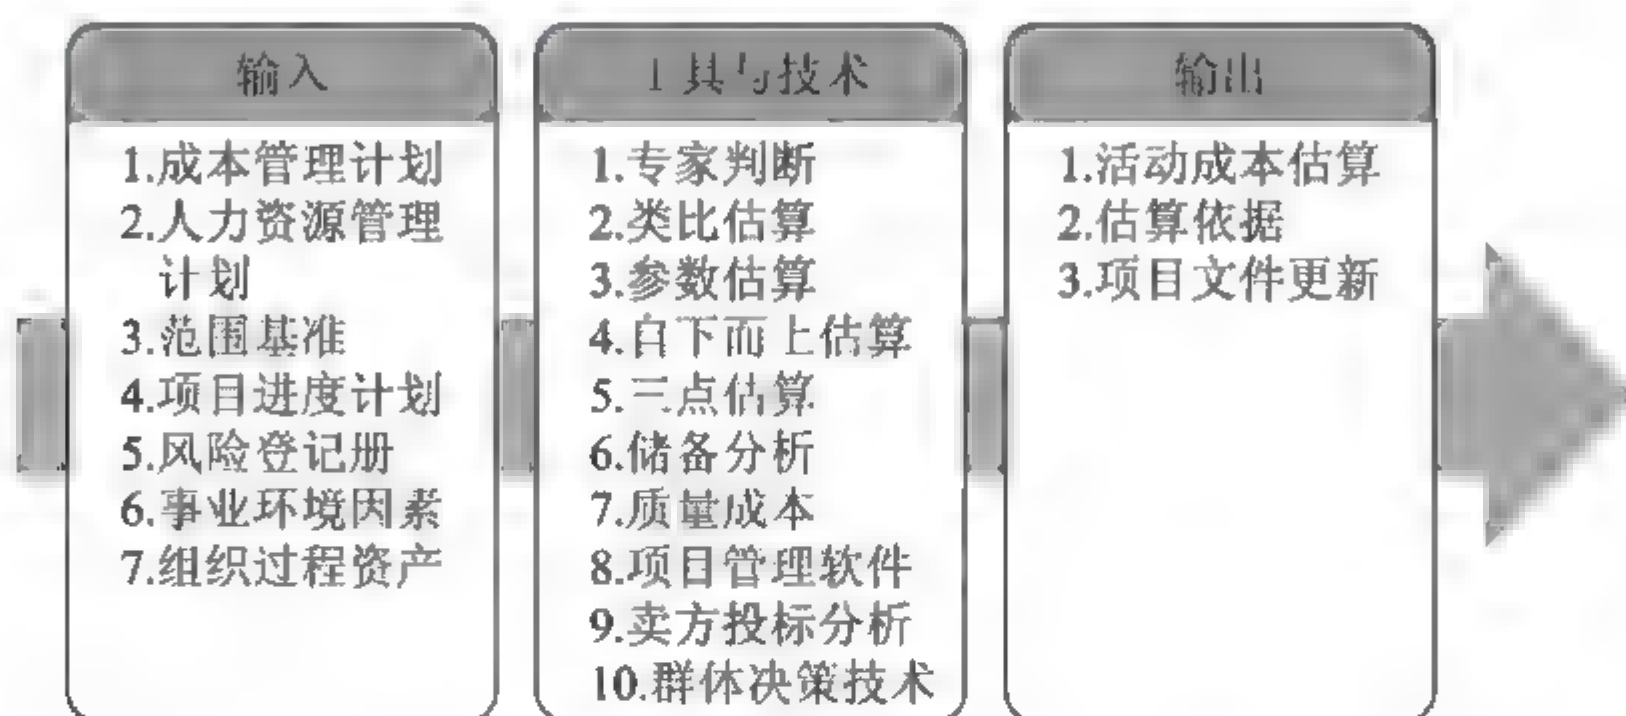 输入
1.成本管理计划
2.人力资源管理
计划
3.范围基准
4.项目进度计划
5.风险登记册
6.事业环境因素
7.组织过程资产
工具与技术
1.专家判断
2.类比估算
3.参数估算
4.自下而上估算
5.三点估算
6.储备分析
7.质量成本
8.项目管理软件
9.卖方投标分析
10.群体决策技术
输出
1.活动成本估算
2.估算依据
3.项目文件更新